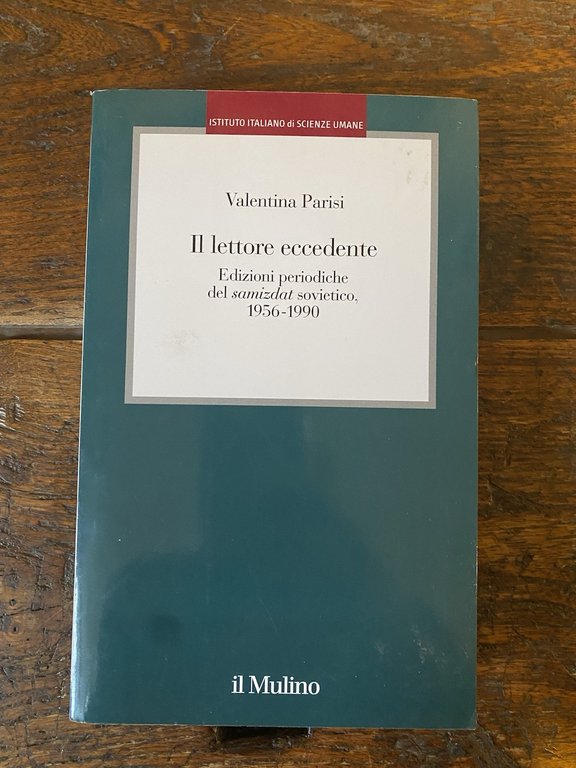 ISTITUTO ITALIANO di SCIENZE UMANE
Valentina Parisi
Il lettore eccedente
Edizioni periodiche
del samizdat sovietico,
1956-1990
il Mulino